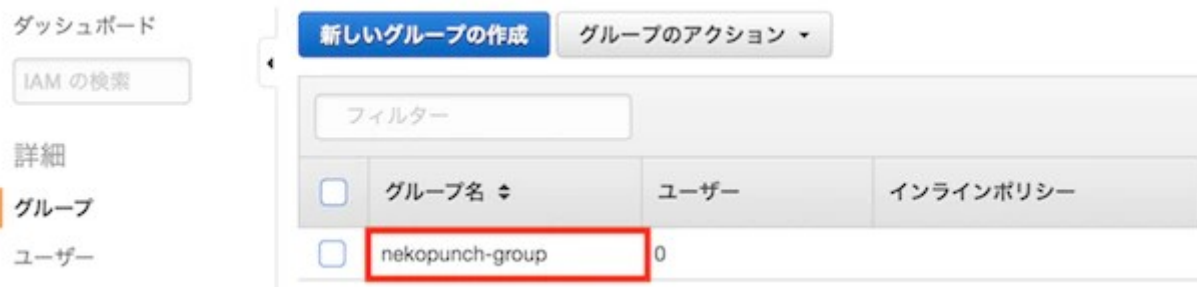 ダッシュボード
IAM の検索
詳細
グループ
ユーザー
新しいグループの作成 グループのアクション
フィルター
グループ名 ユーザー インラインポリシー
nekopunch-group 0